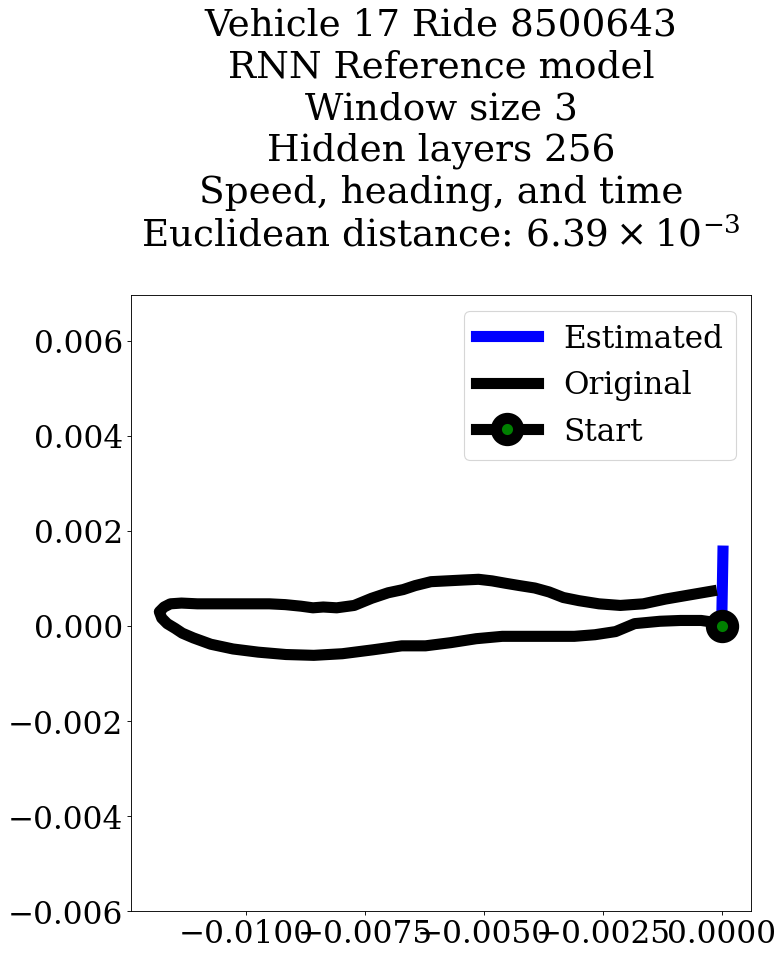 Vehicle 17 Ride 8500643
RNN Reference model
Window size 3
Hidden layers 256
Speed, heading, and time
Euclidean distance: 6.39 × 10⁻³
Estimated
Original
Start
0.006
0.004
0.002
0.000
−0.002
−0.004
−0.006
−0.0100
−0.0075
−0.0050
−0.0025
0.0000